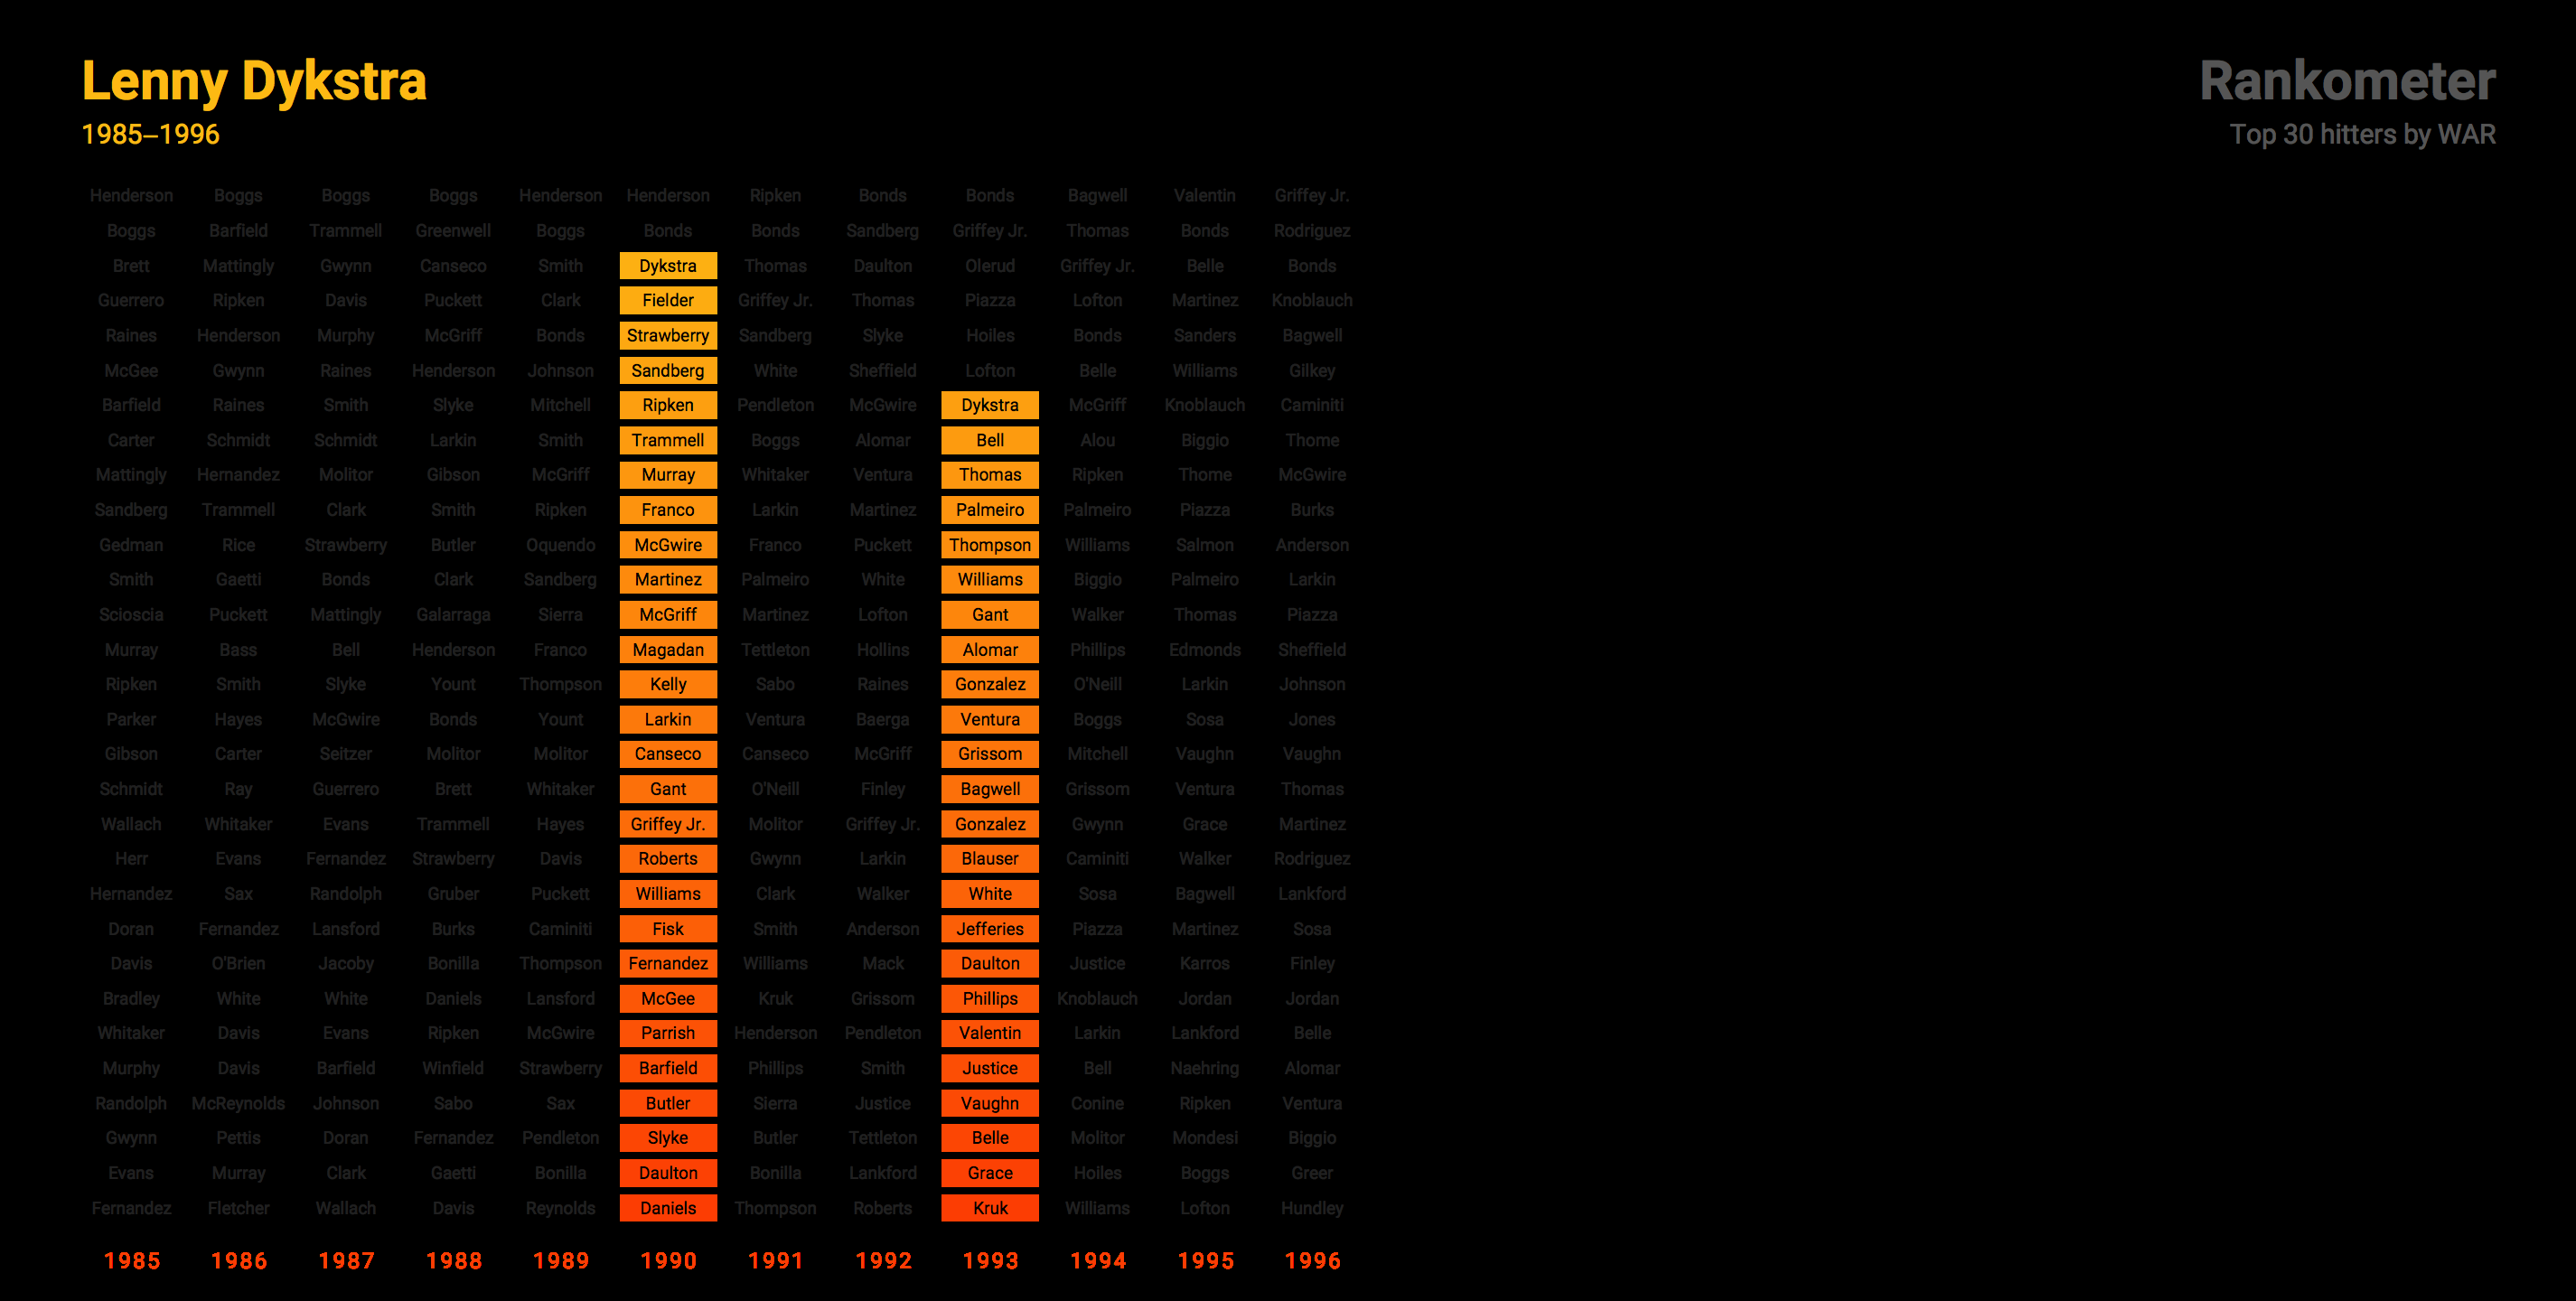 Lenny Dykstra
1985–1996
Rankometer
Top 30 hitters by WAR
Henderson Boggs Boggs Boggs Henderson Henderson Ripken Bonds Bonds Bagwell Valentin Griffey Jr.
Boggs Barfield Trammell Greenwell Boggs Bonds Bonds Sandberg Griffey Jr. Thomas Bonds Rodriguez
Brett Mattingly Gwynn Canseco Smith Dykstra Thomas Daulton Olerud Griffey Jr. Belle Bonds
Guerrero Ripken Davis Puckett Clark Fielder Griffey Jr. Thomas Piazza Lofton Martinez Knoblauch
Raines Henderson Murphy McGriff Bonds Strawberry Sandberg Slyke Hoiles Bonds Sanders Bagwell
McGee Gwynn Raines Henderson Johnson Sandberg White Sheffield Lofton Belle Williams Gilkey
Barfield Raines Smith Slyke Mitchell Ripken Pendleton McGwire Dykstra McGriff Knoblauch Caminiti
Carter Schmidt Schmidt Larkin Smith Trammell Boggs Alomar Bell Alou Biggio Thome
Mattingly Hernandez Molitor Gibson McGriff Murray Whitaker Ventura Thomas Ripken Thome McGwire
Sandberg Trammell Clark Smith Ripken Franco Larkin Martinez Palmeiro Palmeiro Piazza Burks
Gedman Rice Strawberry Butler Oquendo McGwire Franco Puckett Thompson Williams Salmon Anderson
Smith Gaetti Bonds Clark Sandberg Martinez Palmeiro White Williams Biggio Palmeiro Larkin
Scioscia Puckett Mattingly Galarraga Sierra McGriff Martinez Lofton Gant Walker Thomas Piazza
Murray Bass Bell Henderson Franco Magadan Tettleton Hollins Alomar Phillips Edmonds Sheffield
Ripken Smith Slyke Yount Thompson Kelly Sabo Raines Gonzalez O'Neill Larkin Johnson
Parker Hayes McGwire Bonds Yount Larkin Ventura Baerga Ventura Boggs Sosa Jones
Gibson Carter Seitzer Molitor Molitor Canseco Canseco McGriff Grissom Mitchell Vaughn Vaughn
Schmidt Ray Guerrero Brett Whitaker Gant O'Neill Finley Bagwell Grissom Ventura Thomas
Wallach Whitaker Evans Trammell Hayes Griffey Jr. Molitor Griffey Jr. Gonzalez Gwynn Grace Martinez
Herr Evans Fernandez Strawberry Davis Roberts Gwynn Larkin Blauser Caminiti Walker Rodriguez
Hernandez Sax Randolph Gruber Puckett Williams Clark Walker White Sosa Bagwell Lankford
Doran Fernandez Lansford Burks Caminiti Fisk Smith Anderson Jefferies Piazza Martinez Sosa
Davis O'Brien Jacoby Bonilla Thompson Fernandez Williams Mack Daulton Justice Karros Finley
Bradley White White Daniels Lansford McGee Kruk Grissom Phillips Knoblauch Jordan Jordan
Whitaker Davis Evans Ripken McGwire Parrish Henderson Pendleton Valentin Larkin Lankford Belle
Murphy Davis Barfield Winfield Strawberry Barfield Phillips Smith Justice Bell Naehring Alomar
Randolph McReynolds Johnson Sabo Sax Butler Sierra Justice Vaughn Conine Ripken Ventura
Gwynn Pettis Doran Fernandez Pendleton Slyke Butler Tettleton Belle Molitor Mondesi Biggio
Evans Murray Clark Gaetti Bonilla Daulton Bonilla Lankford Grace Hoiles Boggs Greer
Fernandez Fletcher Wallach Davis Reynolds Daniels Thompson Roberts Kruk Williams Lofton Hundley
1985 1986 1987 1988 1989 1990 1991 1992 1993 1994 1995 1996